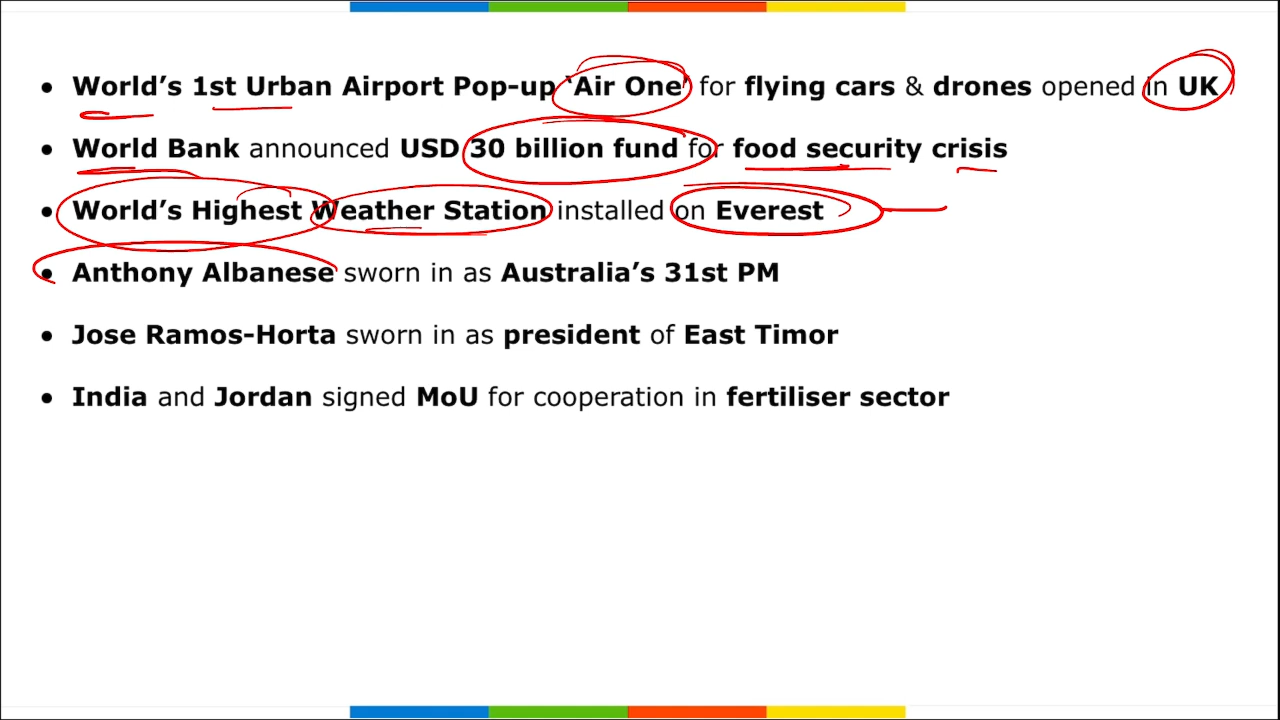 • World’s 1st Urban Airport Pop-up ‘Air One’ for flying cars & drones opened in UK
• World Bank announced USD 30 billion fund for food security crisis
• World’s Highest Weather Station installed on Everest
• Anthony Albanese sworn in as Australia’s 31st PM
• Jose Ramos-Horta sworn in as president of East Timor
• India and Jordan signed MoU for cooperation in fertiliser sector